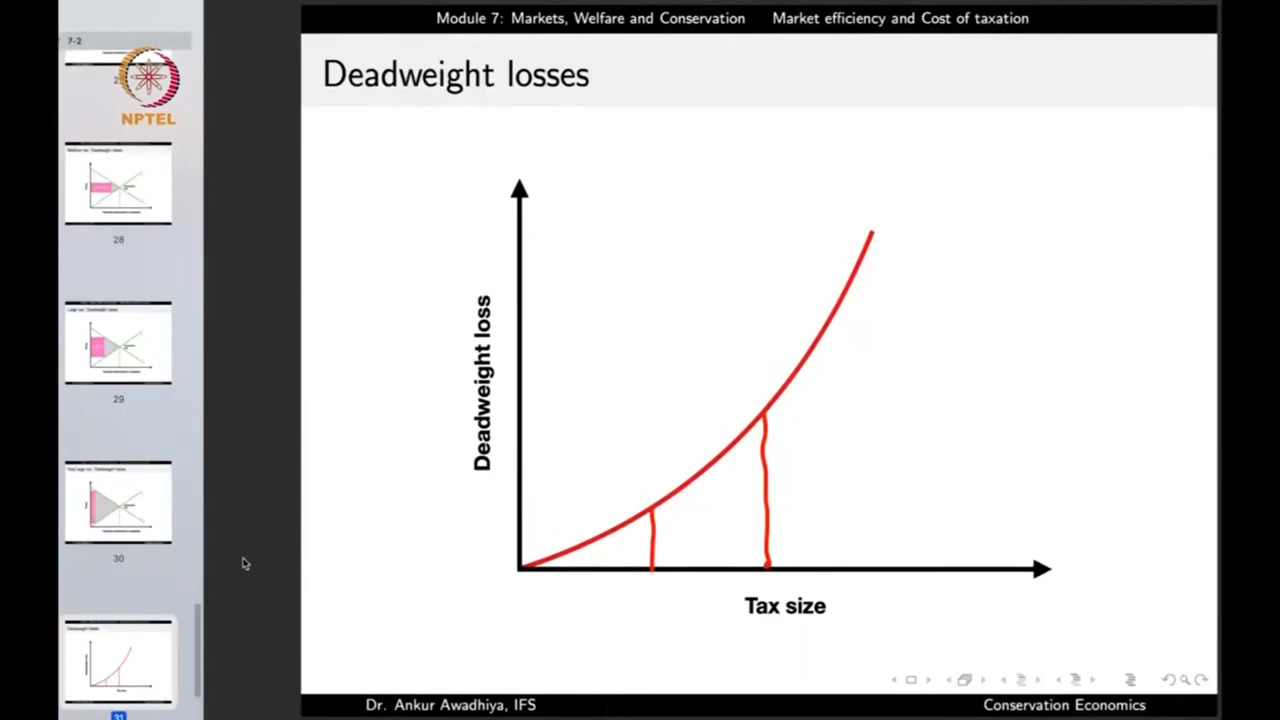 Module 7: Markets, Welfare and Conservation Market efficiency and Cost of taxation
7-2
NPTEL
28
29
30
31
Deadweight losses
Deadweight loss
Tax size
Dr. Ankur Awadhiya, IFS Conservation Economics